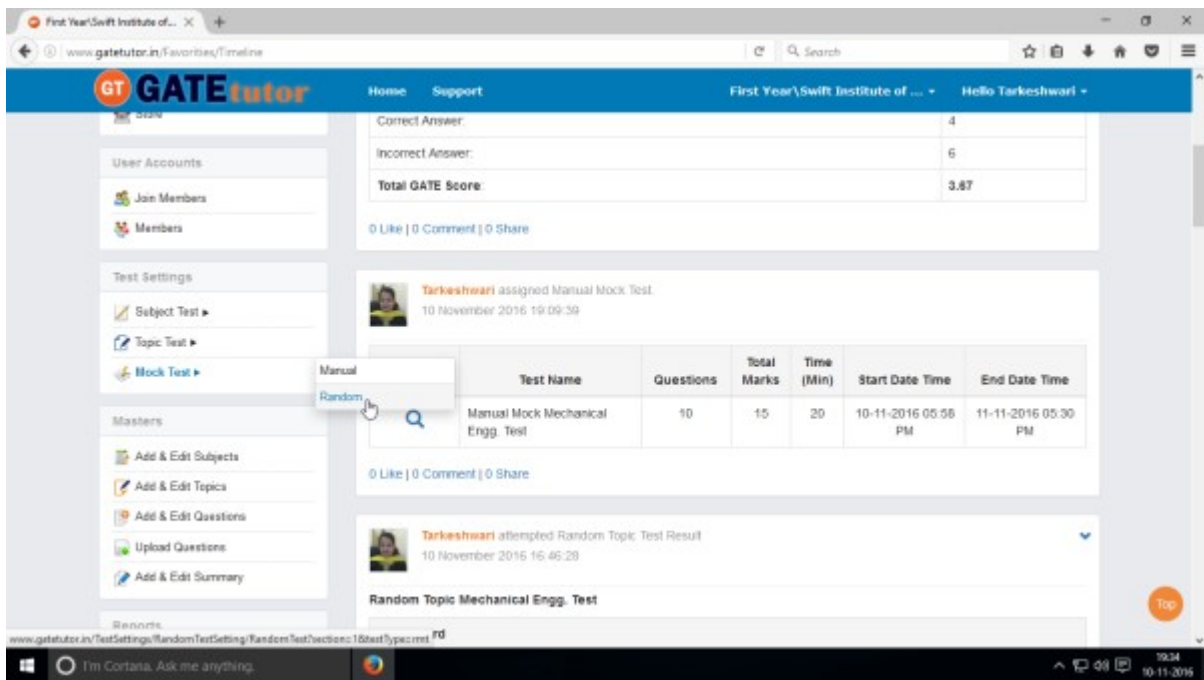 First Year\Swift Institute of...
www.gatetutor.in/Favorities/Timeline
Search
GT GATEtutor
Home Support First Year\Swift Institute of .... Hello Tarkeshwari
Correct Answer: 4
Incorrect Answer: 6
Total GATE Score: 3.67
0 Like | 0 Comment | 0 Share
User Accounts
Join Members
Members
Test Settings
Subject Test
Topic Test
Mock Test
Manual
Random
Masters
Add & Edit Subjects
Add & Edit Topics
Add & Edit Questions
Upload Questions
Add & Edit Summary
Reports
Tarkeshwari assigned Manual Mock Test.
10 November 2016 19:09:39
Test Name Questions Total Marks Time (Min) Start Date Time End Date Time
Manual Mock Mechanical 10 15 20 10-11-2016 05:58 11-11-2016 05:30
Engg. Test PM PM
0 Like | 0 Comment | 0 Share
Tarkeshwari attempted Random Topic Test Result
10 November 2016 16:46:28
Random Topic Mechanical Engg. Test
rd
Top
www.gatetutor.in/TestSettings/RandomTestSetting/RandomTest?section=1&testType=rmt
I'm Cortana. Ask me anything.
19:34
10-11-2016